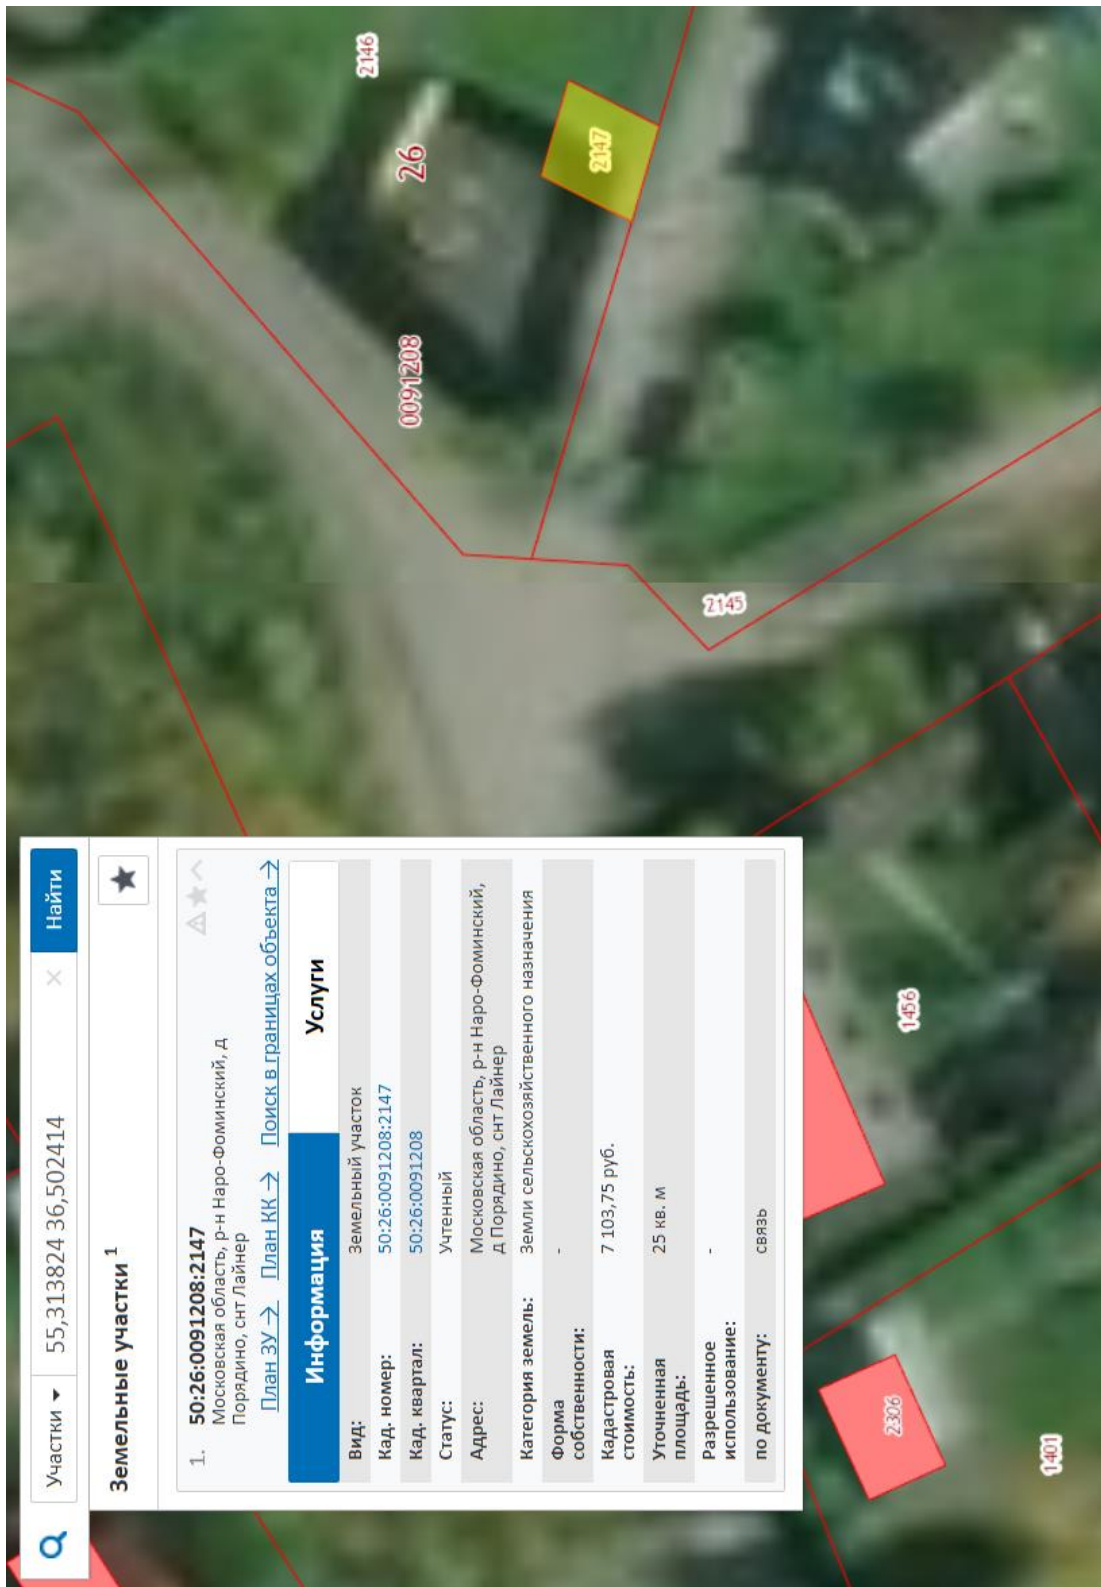 Участки
55,313824 36,502414
Найти
Земельные участки 1
1.
50:26:0091208:2147
Московская область, р-н Наро-Фоминский, д
Порядино, снт Лайнер
План ЗУ → План КК → Поиск в границах объекта →
Информация
Услуги
Вид: Земельный участок
Кад. номер: 50:26:0091208:2147
Кад. квартал: 50:26:0091208
Статус: Учтенный
Адрес: Московская область, р-н Наро-Фоминский,
д Порядино, снт Лайнер
Категория земель: Земли сельскохозяйственного назначения
Форма
собственности: -
Кадастровая
стоимость: 7 103,75 руб.
Уточненная
площадь: 25 кв. м
Разрешенное
использование: -
по документу: связь
2146
26
2147
0091208
2145
1456
2306
1401